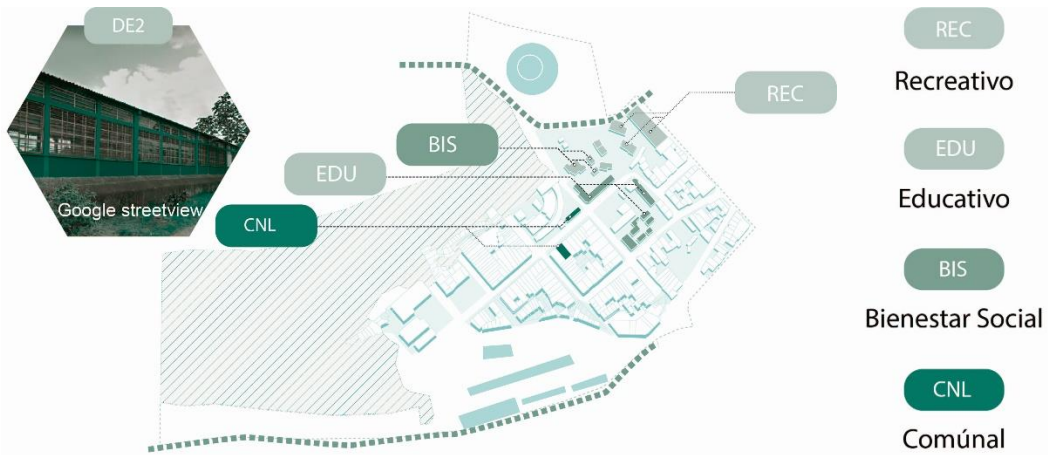 DE2
Google streetview
REC
BIS
EDU
CNL
REC
Recreativo
EDU
Educativo
BIS
Bienestar Social
CNL
Comúnal